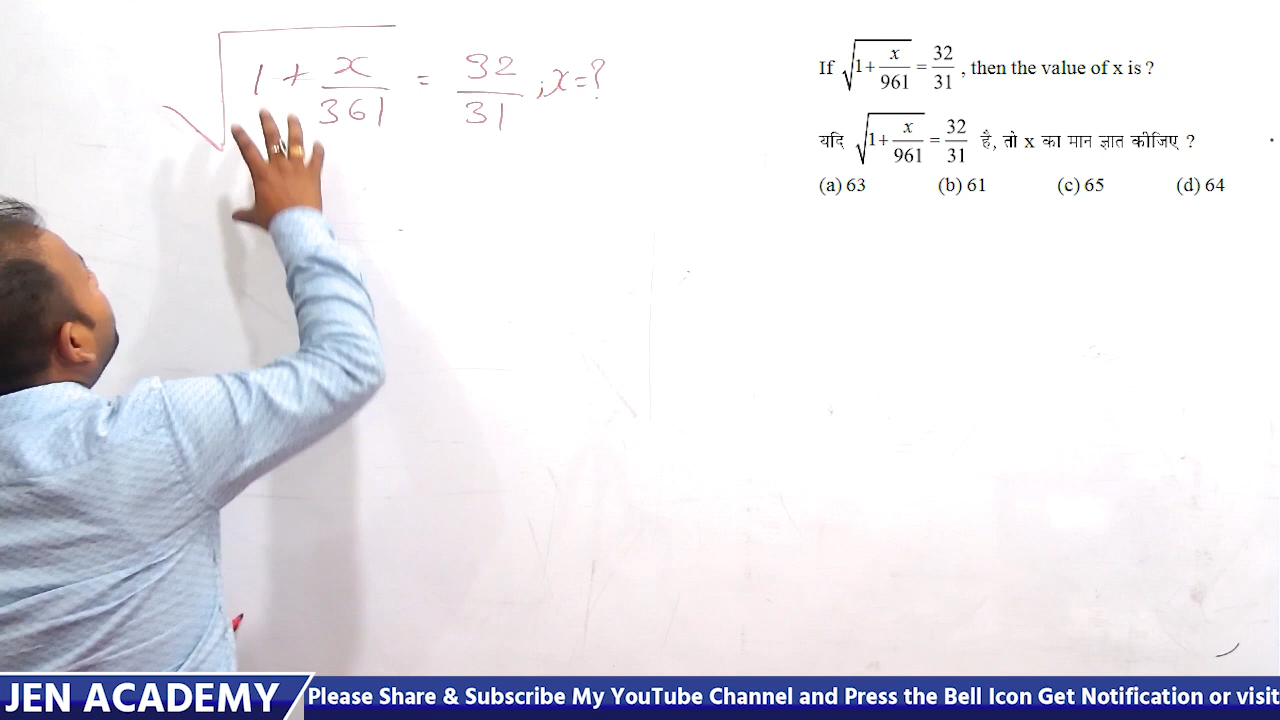 √(1 + x/361) = 32/31 ; x = ?
If √(1+ x/961) = 32/31 , then the value of x is ?
यदि √(1+ x/961) = 32/31 है, तो x का मान ज्ञात कीजिए ?
(a) 63 (b) 61 (c) 65 (d) 64
JEN ACADEMY Please Share & Subscribe My YouTube Channel and Press the Bell Icon Get Notification or visit